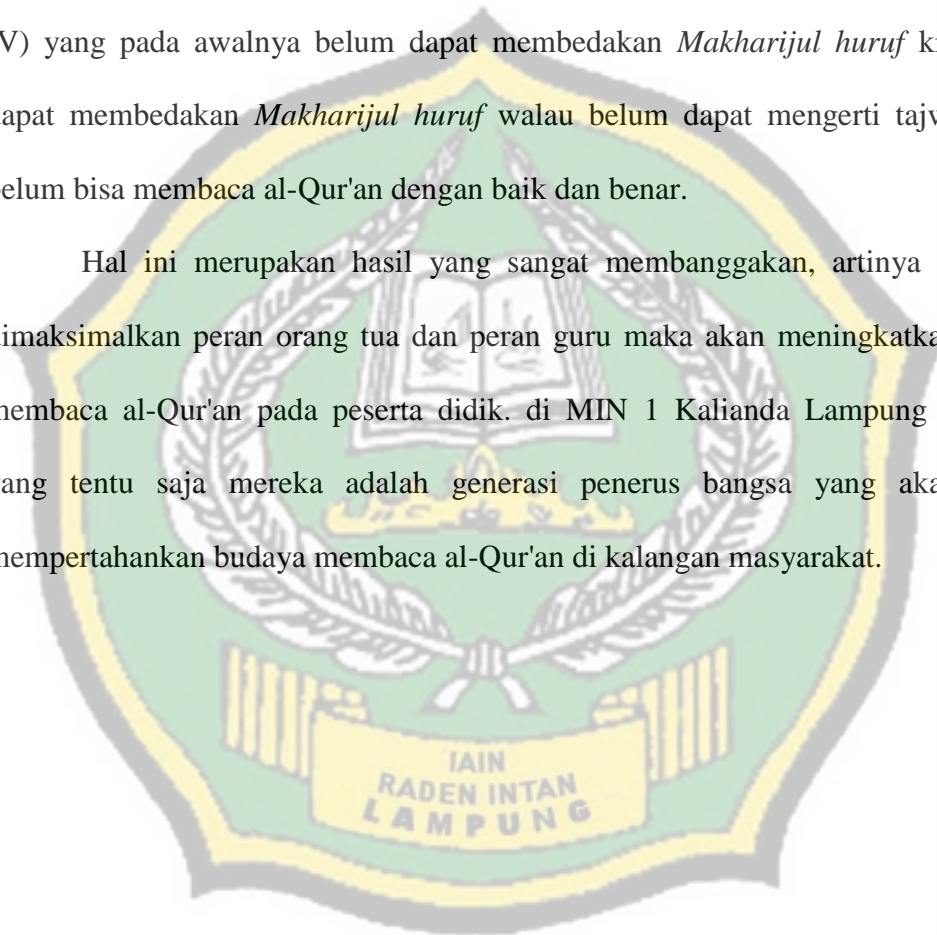 yang pada awalnya belum dapat membedakan Makharijul huruf
dapat membedakan Makharijul huruf walau belum dapat mengerti
belum bisa membaca al-Qur'an dengan baik dan benar.
Hal ini merupakan hasil yang sangat membanggakan, artinya
dimaksimalkan peran orang tua dan peran guru maka akan
membaca al-Qur'an pada peserta didik. di MIN 1 Kalianda Lampung
yang tentu saja mereka adalah generasi penerus bangsa yang
mempertahankan budaya membaca al-Qur'an di kalangan masyarakat.
IAIN
RADEN INTAN
LAMPUNG